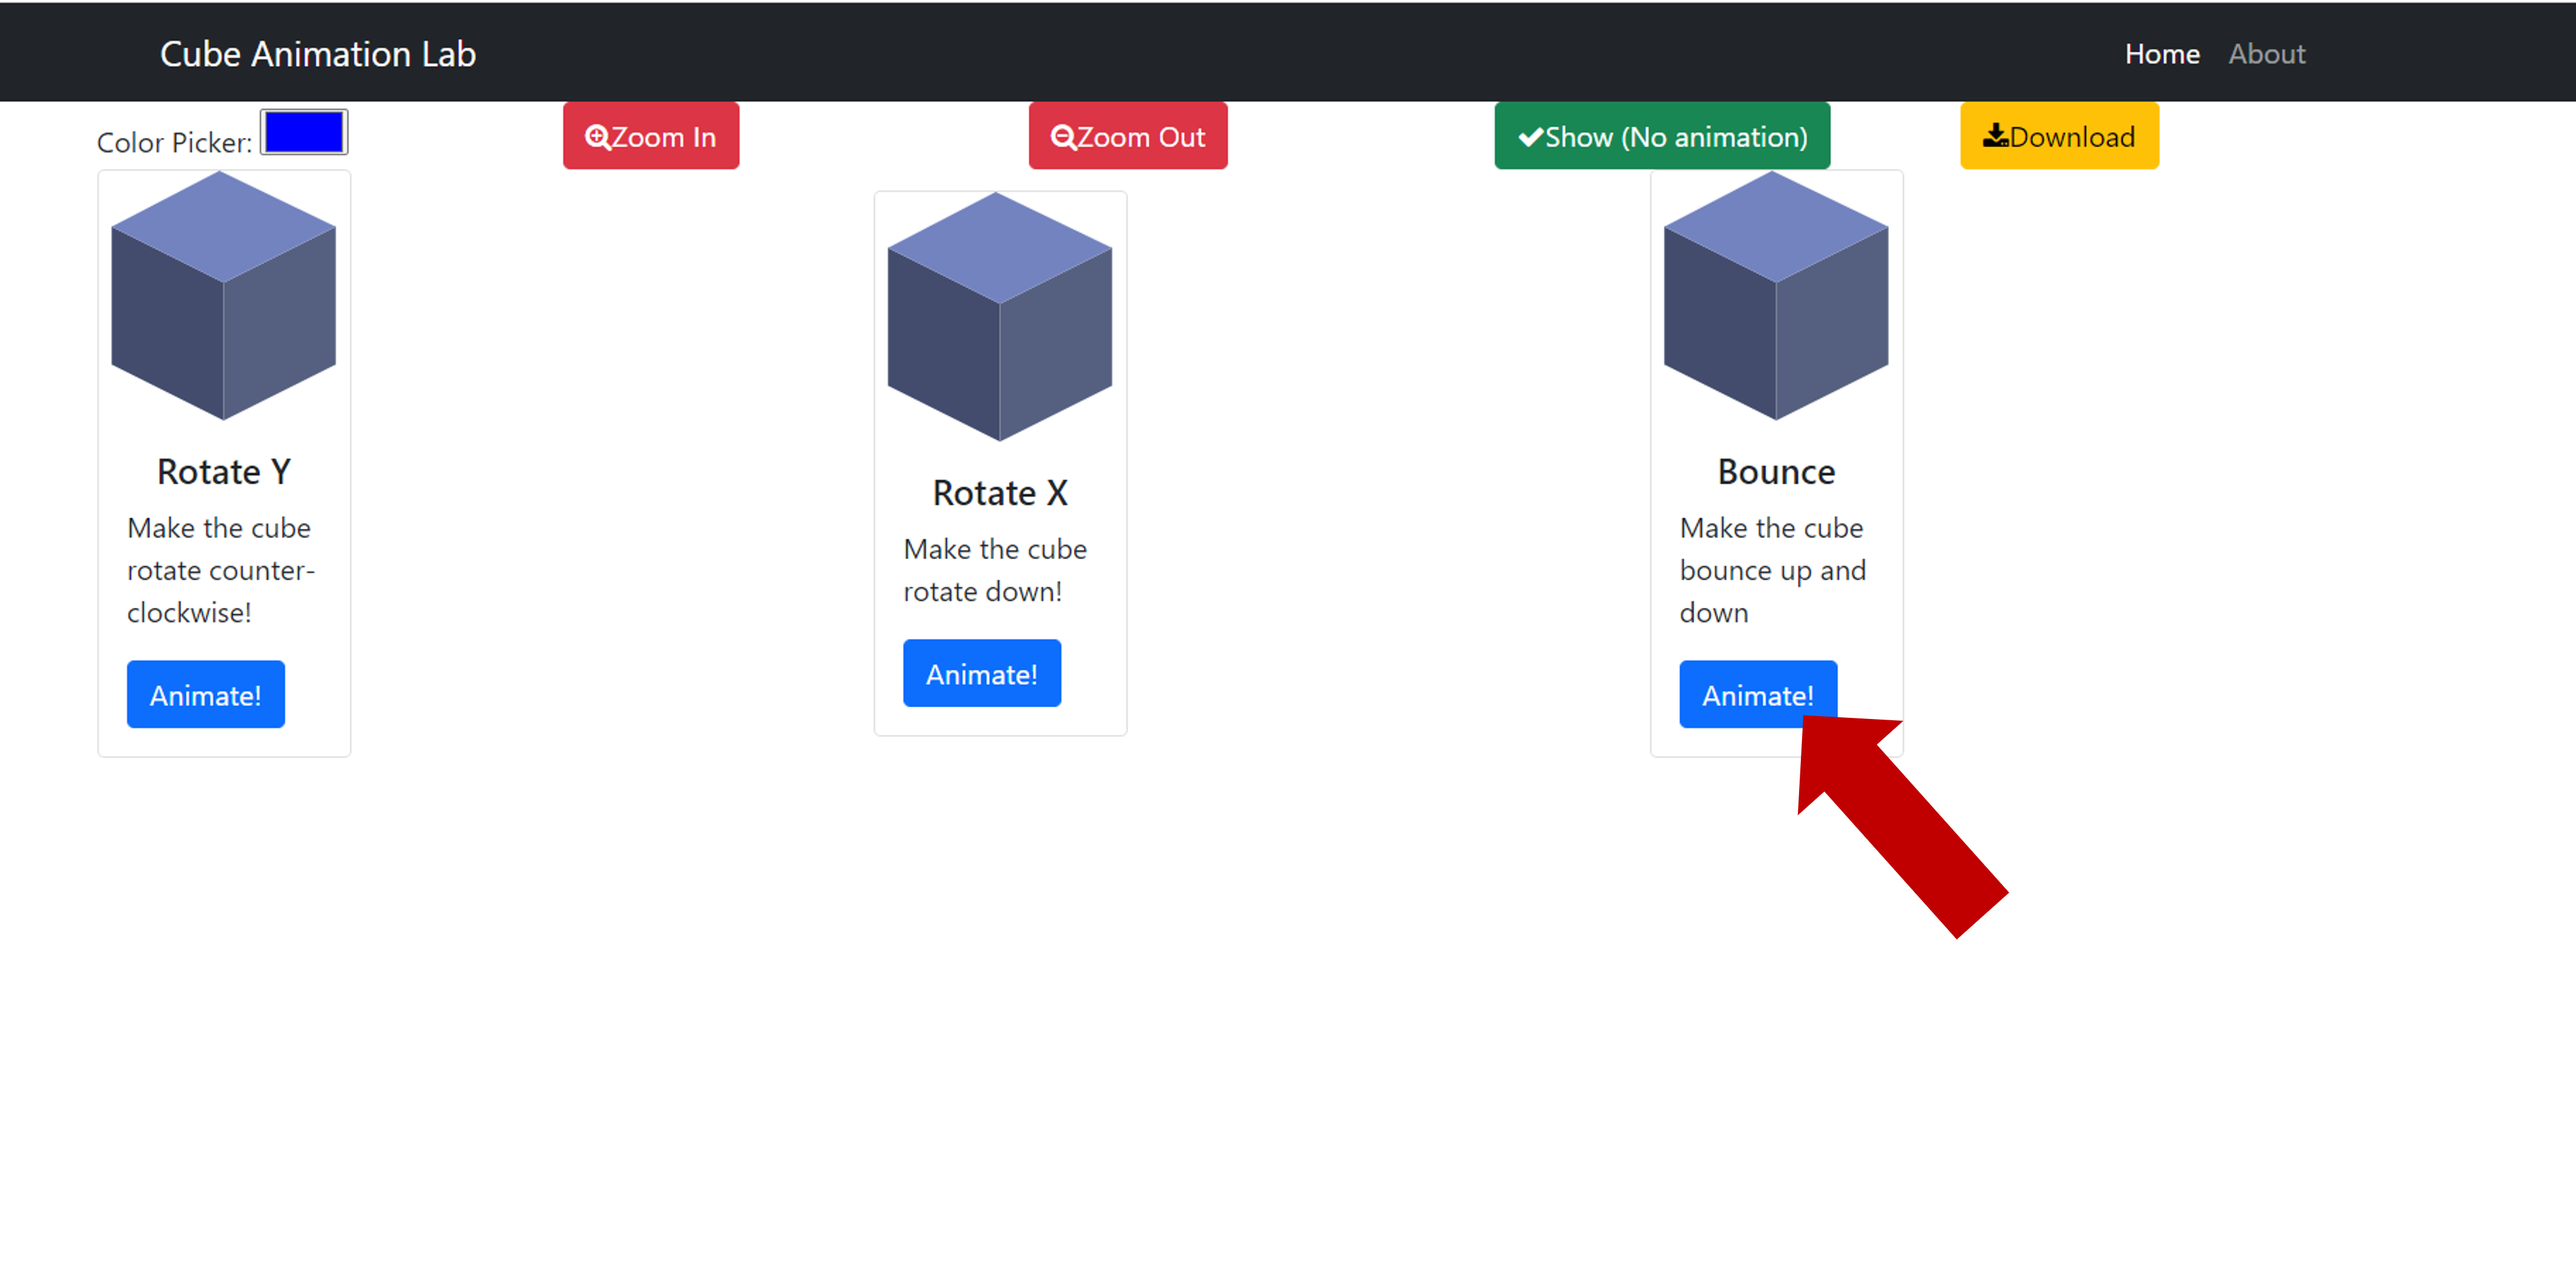 Cube Animation Lab
Home
About
Color Picker:
Zoom In
Zoom Out
Show (No animation)
Download
Rotate Y
Make the cube
rotate counter-
clockwise!
Animate!
Rotate X
Make the cube
rotate down!
Animate!
Bounce
Make the cube
bounce up and
down
Animate!